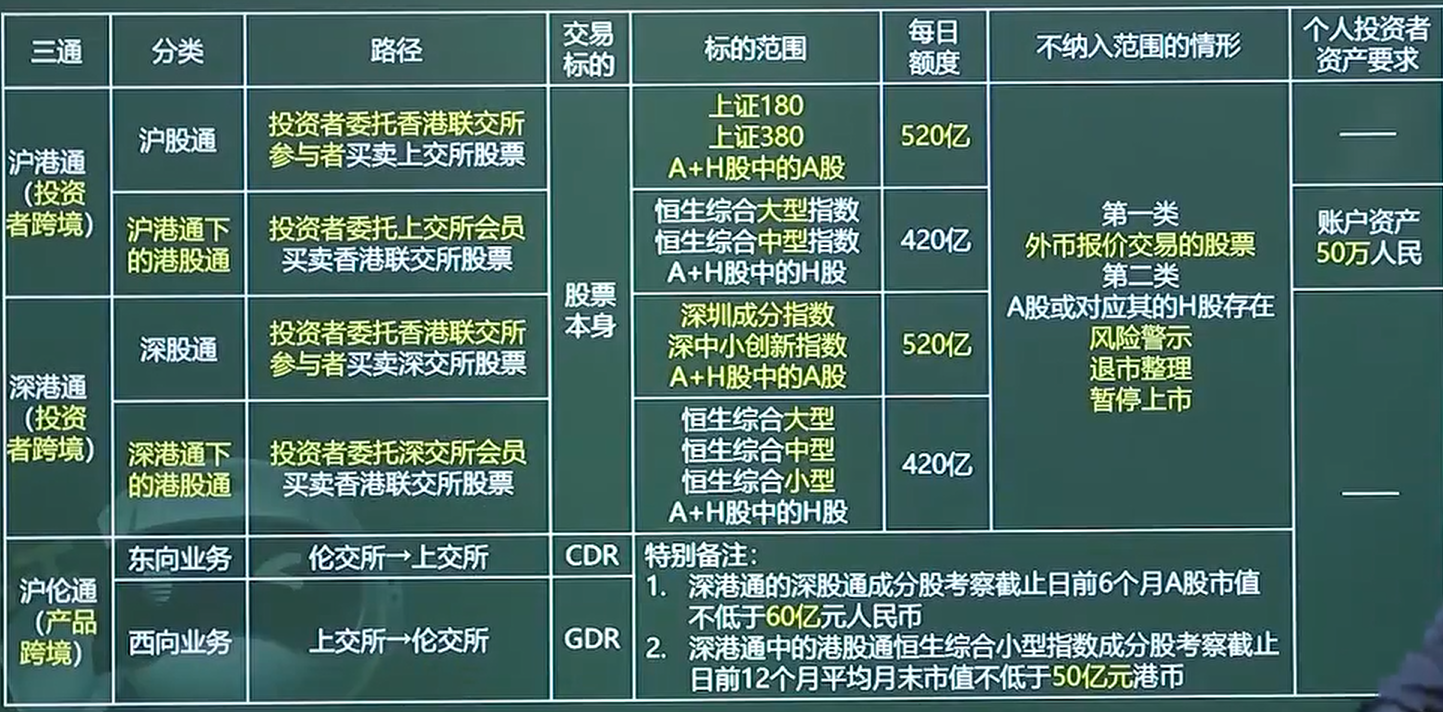 三通
分类
路径
交易
标的
标的范围
每日
额度
不纳入范围的情形
个人投资者
资产要求
沪港通
（投资
者跨境）
沪股通
投资者委托香港联交所
参与者买卖上交所股票
股票
本身
上证180
上证380
A+H股中的A股
520亿
第一类
外币报价交易的股票
第二类
A股或对应其的H股存在
风险警示
退市整理
暂停上市
——
沪港通下
的港股通
投资者委托上交所会员
买卖香港联交所股票
恒生综合大型指数
恒生综合中型指数
A+H股中的H股
420亿
账户资产
50万人民
深港通
（投资
者跨境）
深股通
投资者委托香港联交所
参与者买卖深交所股票
深圳成分指数
深中小创新指数
A+H股中的A股
520亿
——
深港通下
的港股通
投资者委托深交所会员
买卖香港联交所股票
恒生综合大型
恒生综合中型
恒生综合小型
A+H股中的H股
420亿
沪伦通
（产品
跨境）
东向业务
伦交所→上交所
CDR
西向业务
上交所→伦交所
GDR
特别备注：
1. 深港通的深股通成分股考察截止日前6个月A股市值
不低于60亿元人民币
2. 深港通中的港股通恒生综合小型指数成分股考察截止
日前12个月平均月末市值不低于50亿元港币